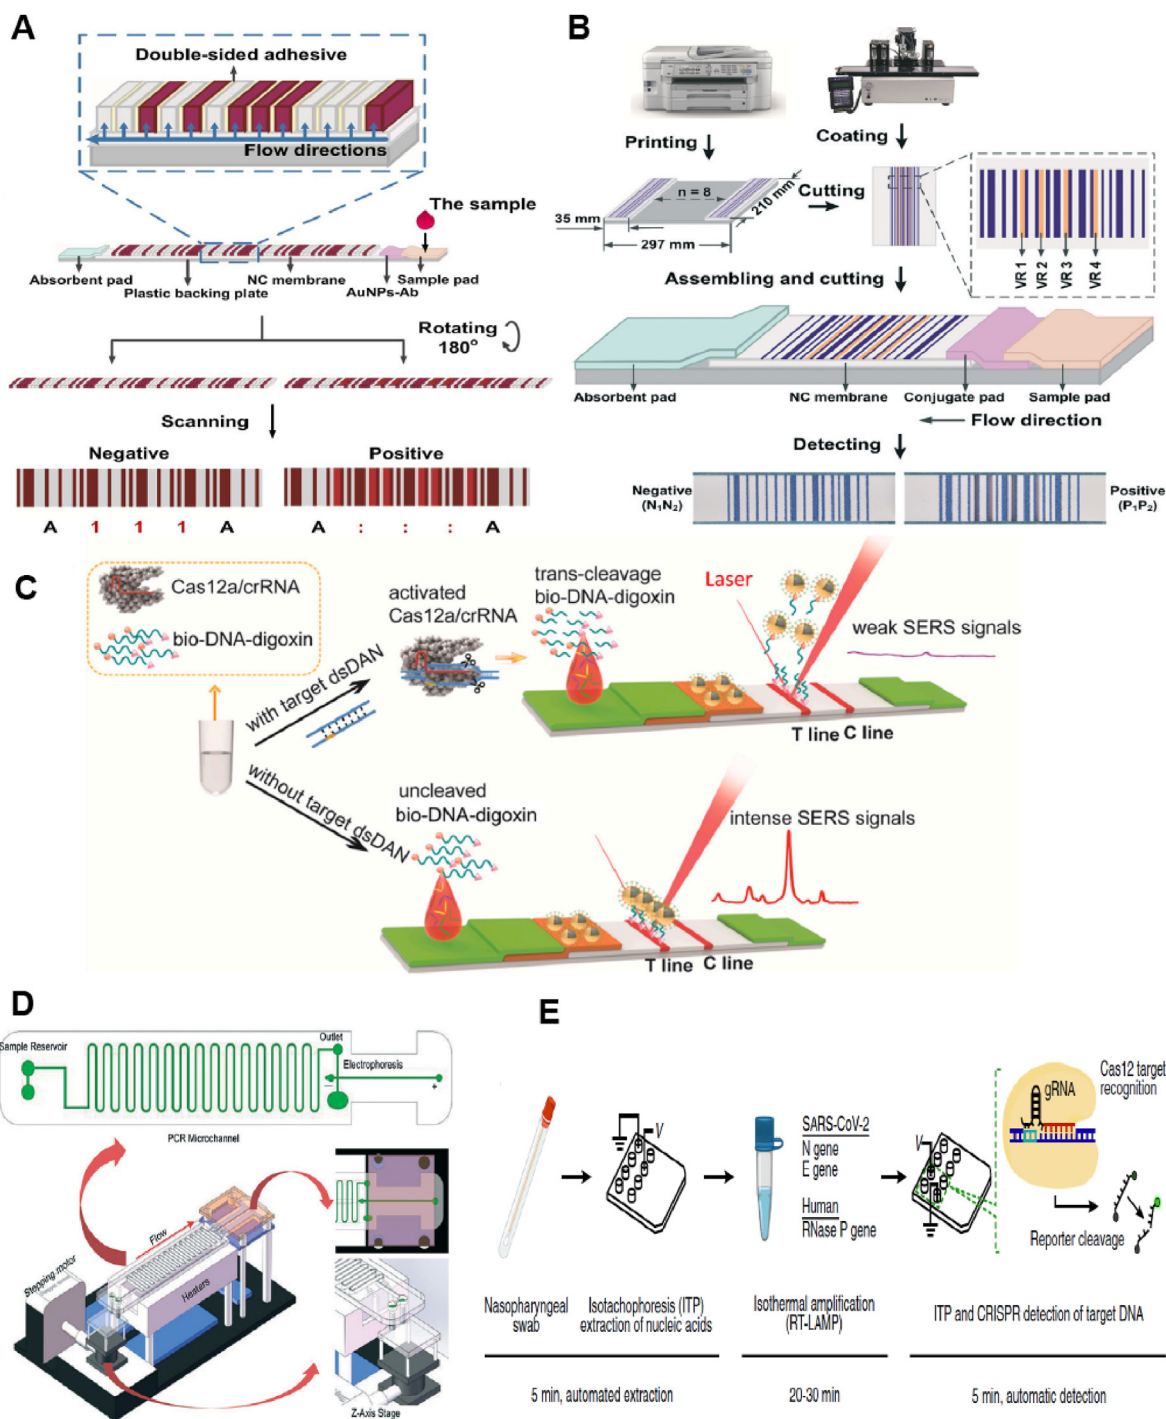 A
Double-sided adhesive
Flow directions
The sample
Absorbent pad
Plastic backing plate
NC membrane
AuNPs-Ab
Sample pad
Rotating
180°
Scanning
Negative
Positive
A 1 1 1 A
A : : : A
B
Printing
Coating
n = 8
210 mm
35 mm
297 mm
Cutting
VR 1
VR 2
VR 3
VR 4
Assembling and cutting
Absorbent pad
NC membrane
Conjugate pad
Sample pad
Flow direction
Detecting
Negative
(N₁N₂)
Positive
(P₁P₂)
C
Cas12a/crRNA
bio-DNA-digoxin
activated
Cas12a/crRNA
trans-cleavage
bio-DNA-digoxin
Laser
weak SERS signals
with target dsDAN
T line C line
without target dsDAN
uncleaved
bio-DNA-digoxin
intense SERS signals
T line C line
D
Sample Reservoir
Outlet
Electrophoresis
–
+
PCR Microchannel
Flow
Stepping motor
Heaters
Z-Axis Stage
E
V
SARS-CoV-2
N gene
E gene
Human
RNase P gene
V
gRNA
Cas12 target
recognition
Reporter cleavage
Nasopharyngeal
swab
Isotachophoresis (ITP)
extraction of nucleic acids
Isothermal amplification
(RT-LAMP)
ITP and CRISPR detection of target DNA
5 min, automated extraction
20-30 min
5 min, automatic detection